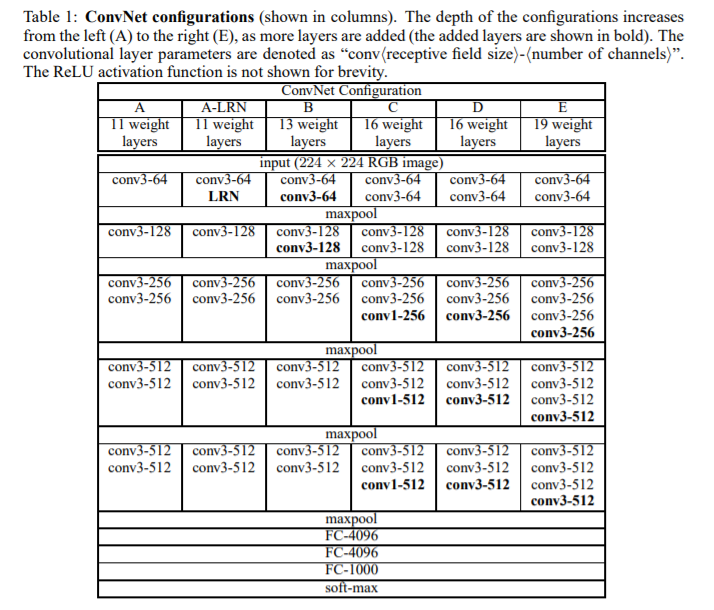 Table 1: ConvNet configurations (shown in columns). The depth of the configurations increases
from the left (A) to the right (E), as more layers are added (the added layers are shown in bold). The
convolutional layer parameters are denoted as “conv⟨receptive field size⟩-⟨number of channels⟩”.
The ReLU activation function is not shown for brevity.
ConvNet Configuration
A A-LRN B C D E
11 weight 11 weight 13 weight 16 weight 16 weight 19 weight
layers layers layers layers layers layers
input (224 × 224 RGB image)
conv3-64 conv3-64 conv3-64 conv3-64 conv3-64 conv3-64
LRN conv3-64 conv3-64 conv3-64 conv3-64
maxpool
conv3-128 conv3-128 conv3-128 conv3-128 conv3-128 conv3-128
conv3-128 conv3-128 conv3-128 conv3-128
maxpool
conv3-256 conv3-256 conv3-256 conv3-256 conv3-256 conv3-256
conv3-256 conv3-256 conv3-256 conv3-256 conv3-256 conv3-256
conv1-256 conv3-256 conv3-256
conv3-256
maxpool
conv3-512 conv3-512 conv3-512 conv3-512 conv3-512 conv3-512
conv3-512 conv3-512 conv3-512 conv3-512 conv3-512 conv3-512
conv1-512 conv3-512 conv3-512
conv3-512
maxpool
conv3-512 conv3-512 conv3-512 conv3-512 conv3-512 conv3-512
conv3-512 conv3-512 conv3-512 conv3-512 conv3-512 conv3-512
conv1-512 conv3-512 conv3-512
conv3-512
maxpool
FC-4096
FC-4096
FC-1000
soft-max